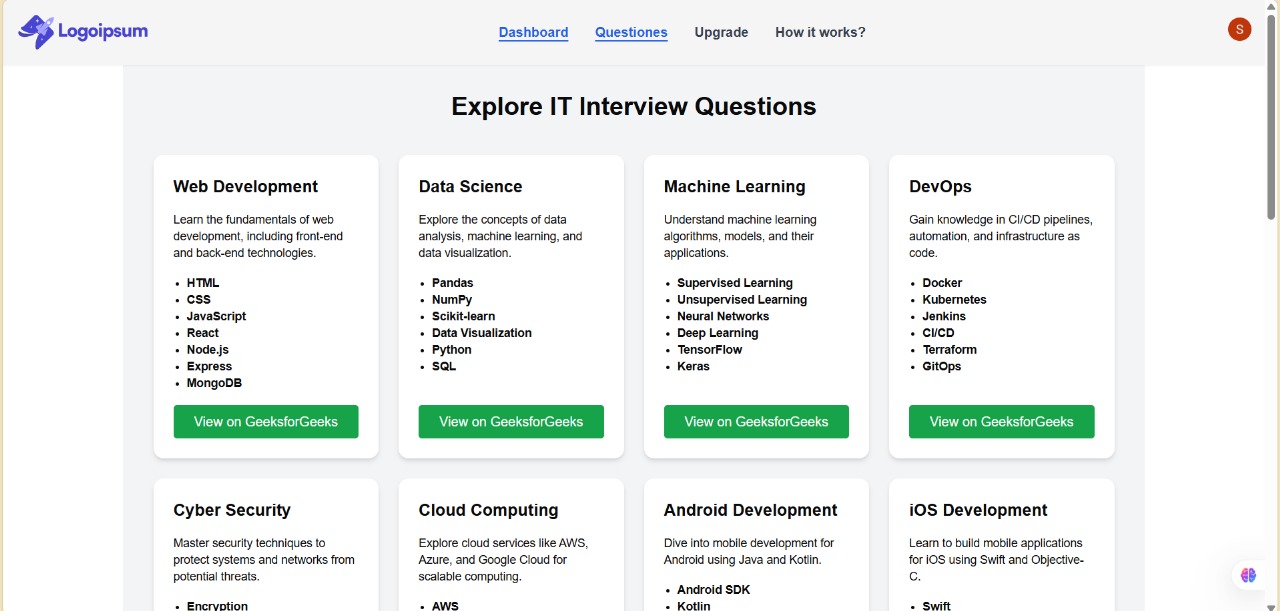 Logoipsum
Dashboard
Questiones
Upgrade
How it works?
S
Explore IT Interview Questions
Web Development
Learn the fundamentals of web
development, including front-end
and back-end technologies.
• HTML
• CSS
• JavaScript
• React
• Node.js
• Express
• MongoDB
View on GeeksforGeeks
Data Science
Explore the concepts of data
analysis, machine learning, and
data visualization.
• Pandas
• NumPy
• Scikit-learn
• Data Visualization
• Python
• SQL
View on GeeksforGeeks
Machine Learning
Understand machine learning
algorithms, models, and their
applications.
• Supervised Learning
• Unsupervised Learning
• Neural Networks
• Deep Learning
• TensorFlow
• Keras
View on GeeksforGeeks
DevOps
Gain knowledge in CI/CD pipelines,
automation, and infrastructure as
code.
• Docker
• Kubernetes
• Jenkins
• CI/CD
• Terraform
• GitOps
View on GeeksforGeeks
Cyber Security
Master security techniques to
protect systems and networks from
potential threats.
• Encryption
Cloud Computing
Explore cloud services like AWS,
Azure, and Google Cloud for
scalable computing.
• AWS
Android Development
Dive into mobile development for
Android using Java and Kotlin.
• Android SDK
• Kotlin
iOS Development
Learn to build mobile applications
for iOS using Swift and Objective-
C.
• Swift